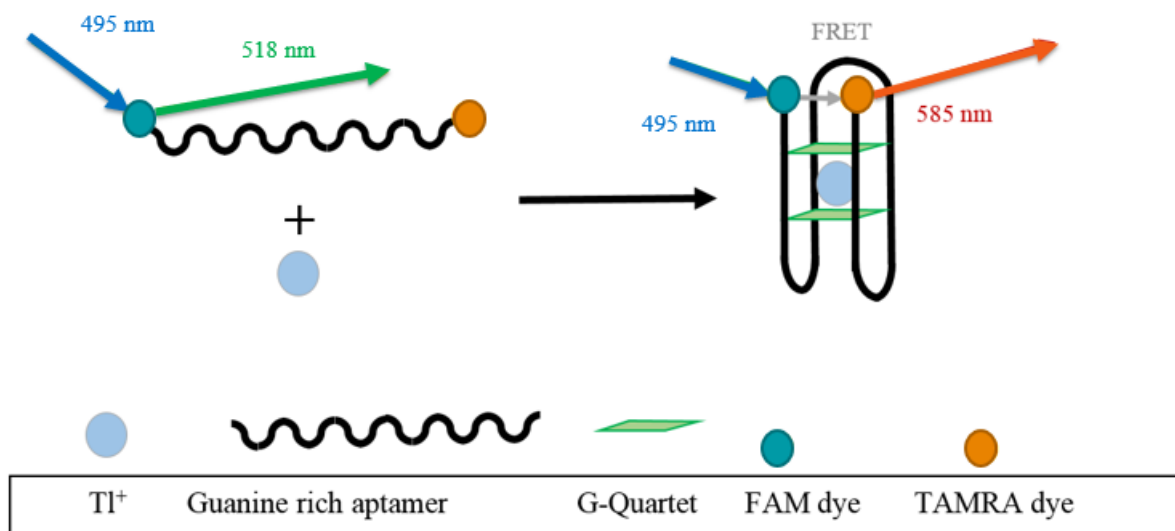 495 nm
518 nm
FRET
495 nm
585 nm
+
Tl⁺ Guanine rich aptamer G-Quartet FAM dye TAMRA dye